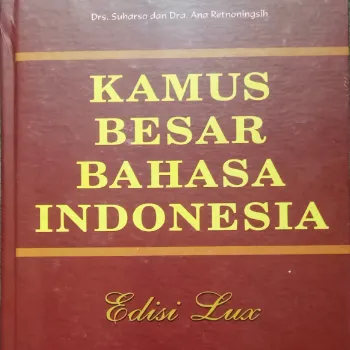 Drs. Suharso dan Dra. Ana Retnoningsih
KAMUS
BESAR
BAHASA
INDONESIA
Edisi Lux